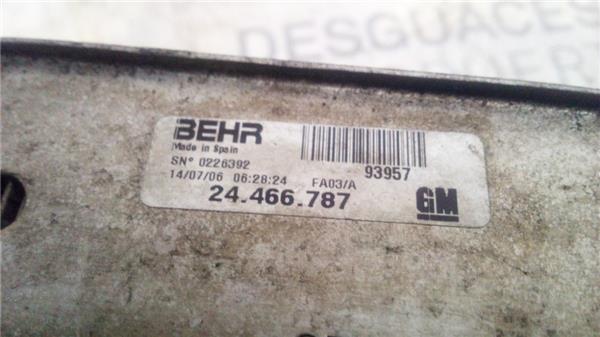 DESGUACES
BEHR
Made in Spain
SN° 0226392
14/07/06 06:28:24 FA03/A
93957
24.466.787
GM